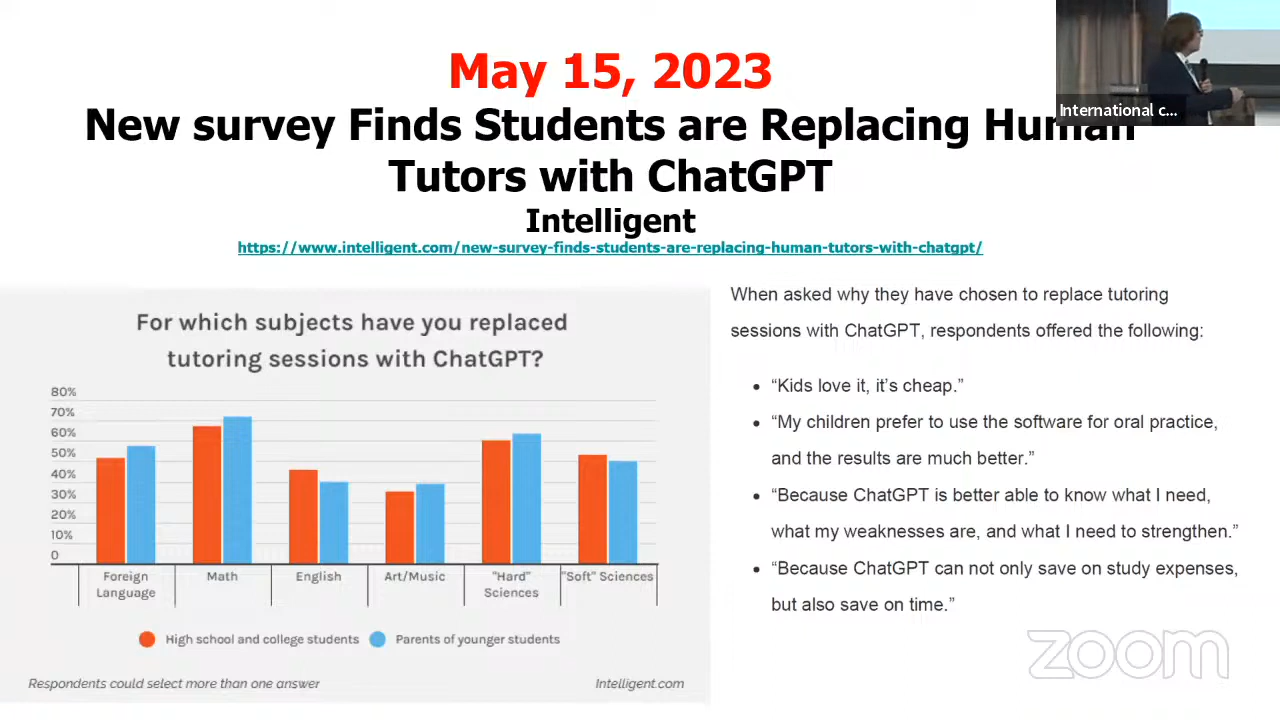 May 15, 2023
New survey Finds Students are Replacing Human
Tutors with ChatGPT
Intelligent
https://www.intelligent.com/new-survey-finds-students-are-replacing-human-tutors-with-chatgpt/
International c...
For which subjects have you replaced
tutoring sessions with ChatGPT?
80%
70%
60%
50%
40%
30%
20%
10%
0
Foreign Language
Math
English
Art/Music
"Hard" Sciences
"Soft" Sciences
High school and college students
Parents of younger students
Respondents could select more than one answer
Intelligent.com
When asked why they have chosen to replace tutoring
sessions with ChatGPT, respondents offered the following:
• “Kids love it, it’s cheap.”
• “My children prefer to use the software for oral practice,
and the results are much better.”
• “Because ChatGPT is better able to know what I need,
what my weaknesses are, and what I need to strengthen.”
• “Because ChatGPT can not only save on study expenses,
but also save on time.”
zoom